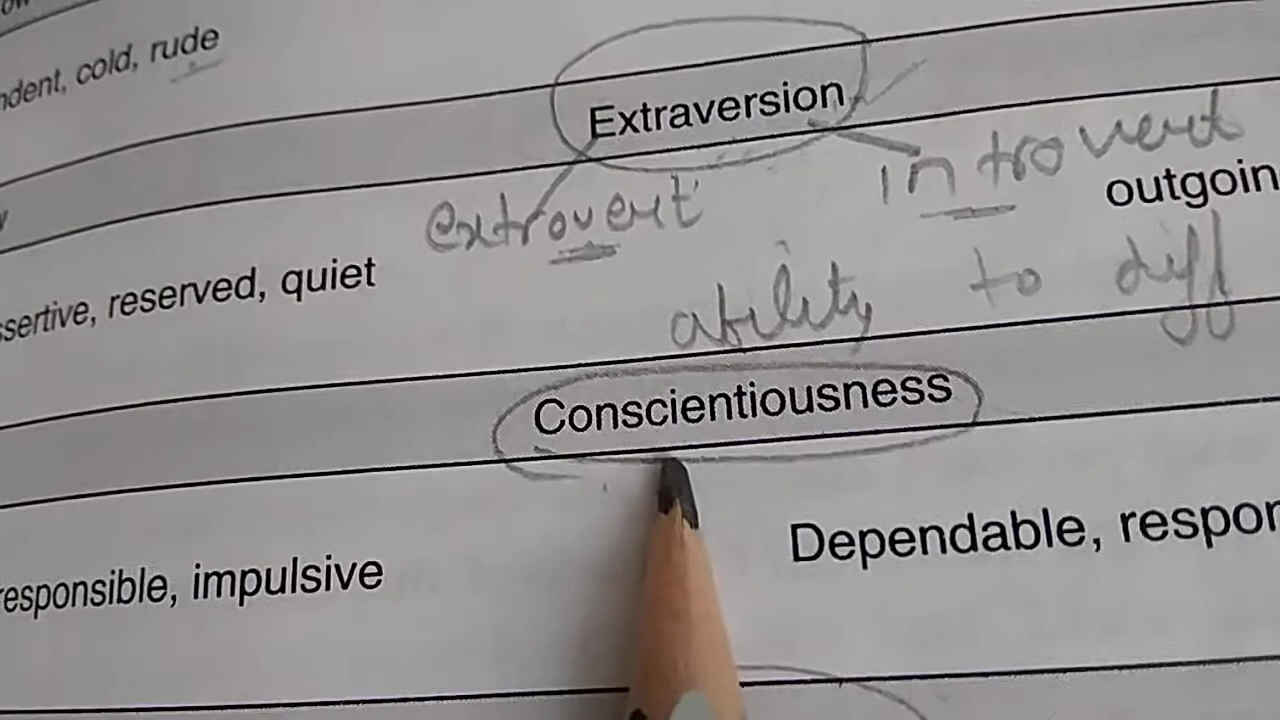 ndent, cold, rude
Extraversion
extrovert introvert
outgoin
ssertive, reserved, quiet
ability to diff
Conscientiousness
Dependable, respon
responsible, impulsive